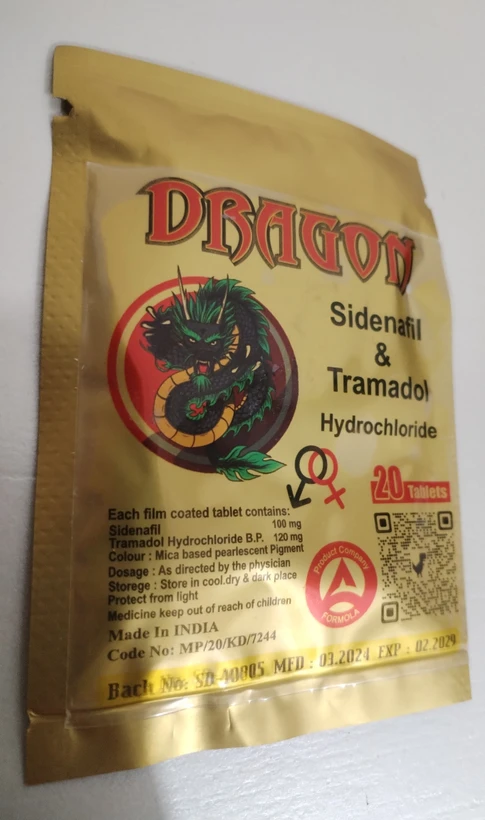 DRAGON
Sidenafil
&
Tramadol
Hydrochloride
20 Tablets
Each film coated tablet contains:
Sidenafil 100 mg
Tramadol Hydrochloride B.P. 120 mg
Colour : Mica based pearlescent Pigment
Dosage : As directed by the physician
Storege : Store in cool.dry & dark place
Protect from light
Medicine keep out of reach of children
Made In INDIA
Code No: MP/20/KD/7244
Product Company
FORMOLA
Bach No: SD-40005 MFD : 03.2024 EXP : 02.2029